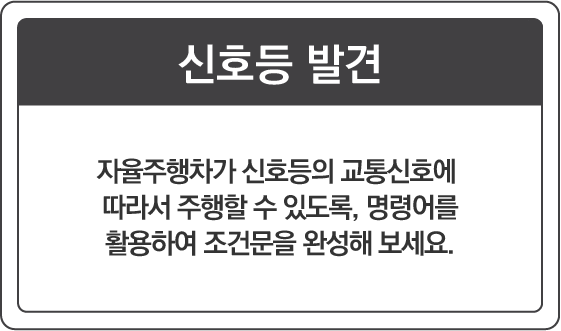 신호등 발견
자율주행차가 신호등의 교통신호에
따라서 주행할 수 있도록, 명령어를
활용하여 조건문을 완성해 보세요.